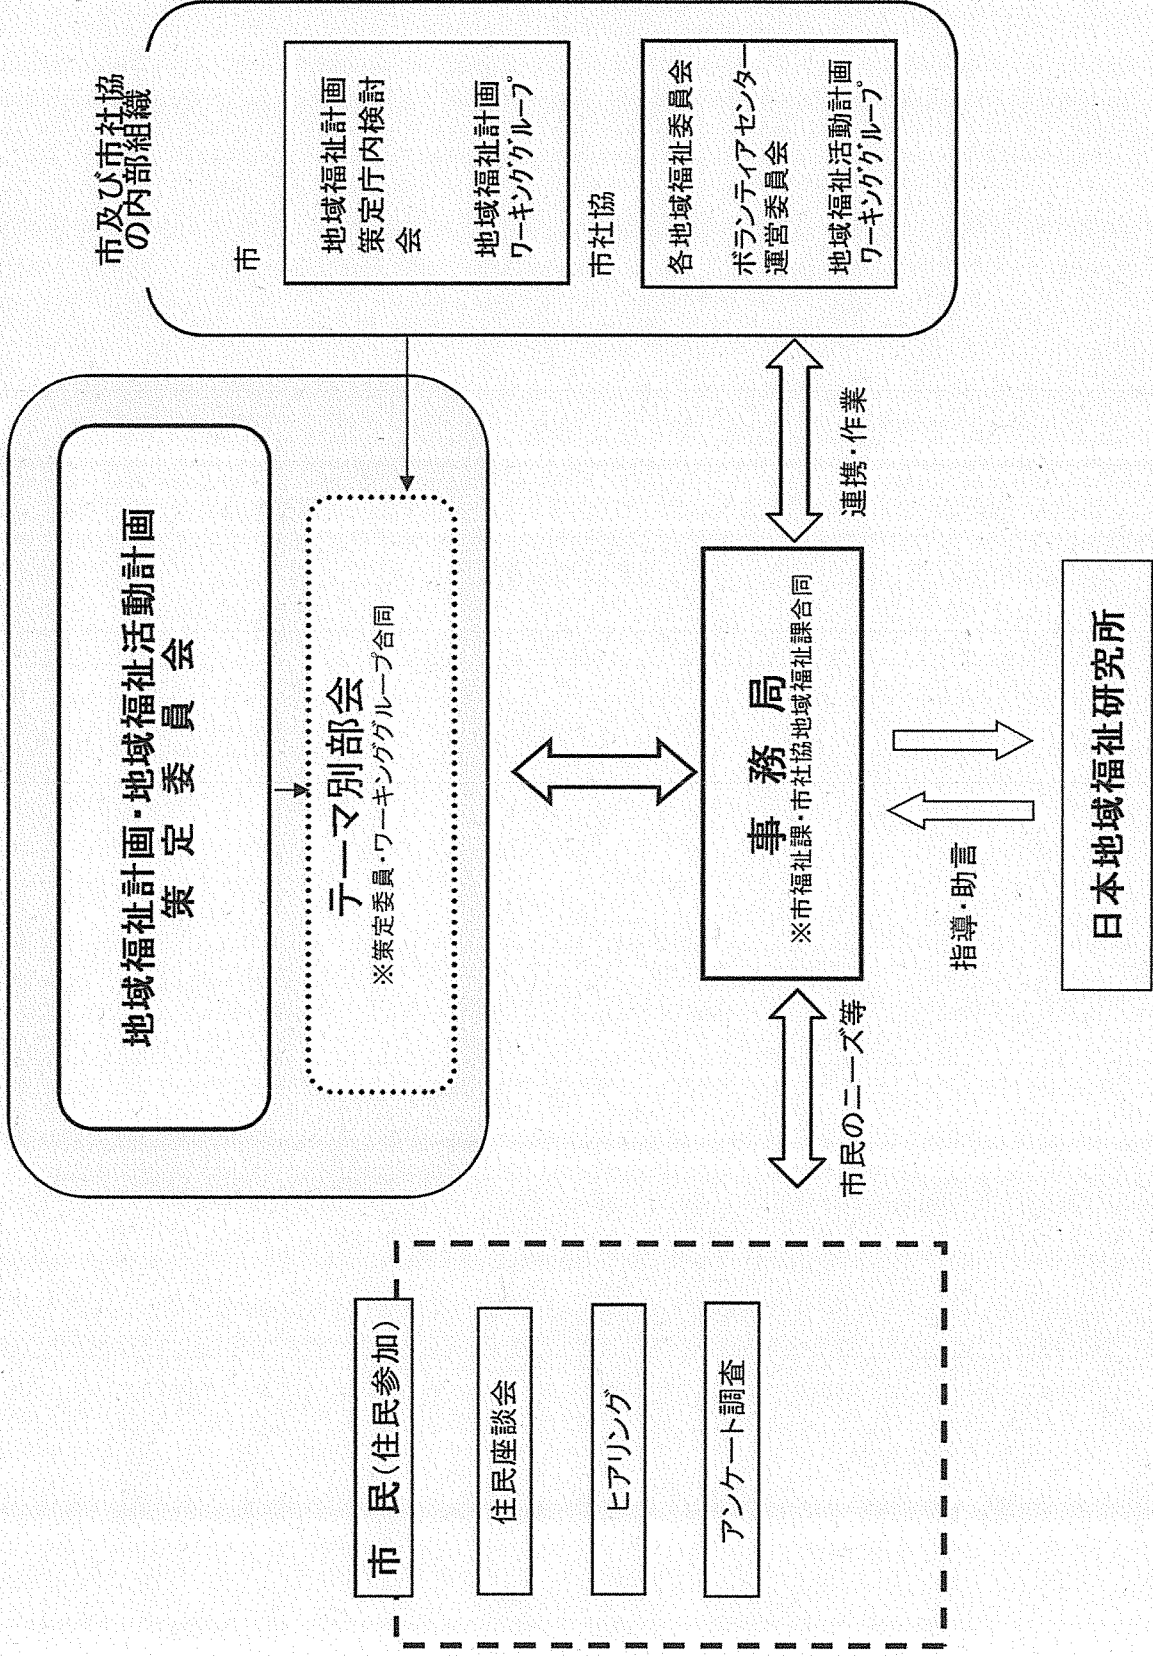 地域福祉計画・地域福祉活動計画
策定委員会
テーマ別部会
※策定委員・ワーキンググループ合同
市及び市社協
の内部組織
市
地域福祉計画
策定庁内検討
会
地域福祉計画
ワーキンググループ
市社協
各地域福祉委員会
ボランティアセンター
運営委員会
地域福祉活動計画
ワーキンググループ
市 民(住民参加)
住民座談会
ヒアリング
アンケート調査
市民のニーズ等
事 務 局
※市福祉課・市社協地域福祉課合同
連携・作業
指導・助言
日本地域福祉研究所